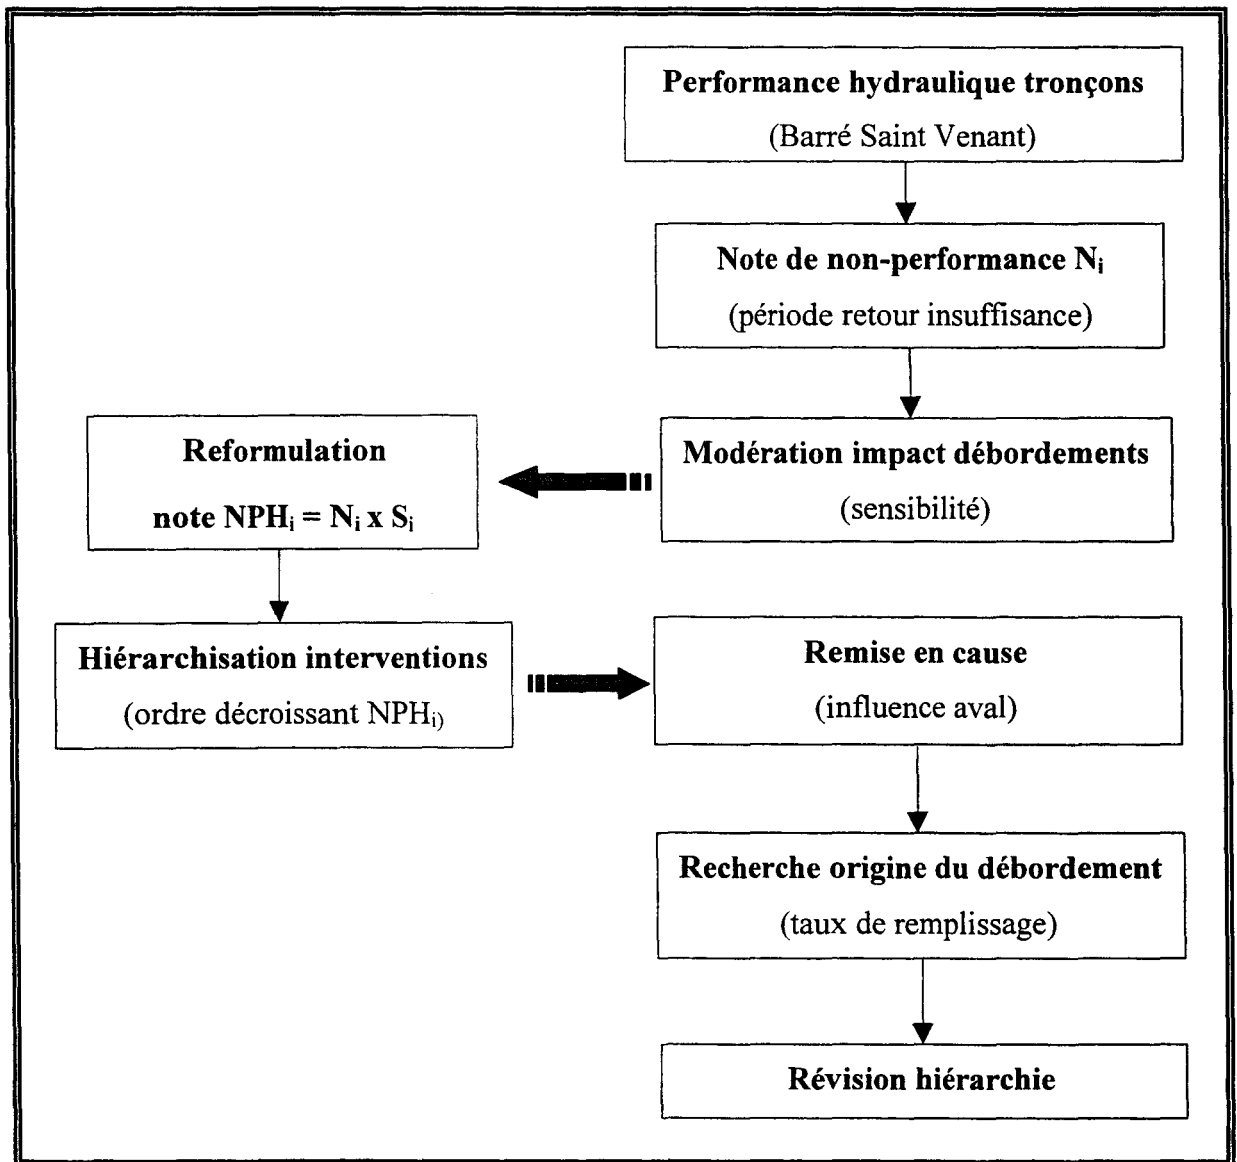 Performance hydraulique tronçons
(Barré Saint Venant)
Note de non-performance Nᵢ
(période retour insuffisance)
Modération impact débordements
(sensibilité)
Reformulation
note NPHᵢ = Nᵢ x Sᵢ
Hiérarchisation interventions
(ordre décroissant NPHᵢ₎
Remise en cause
(influence aval)
Recherche origine du débordement
(taux de remplissage)
Révision hiérarchie